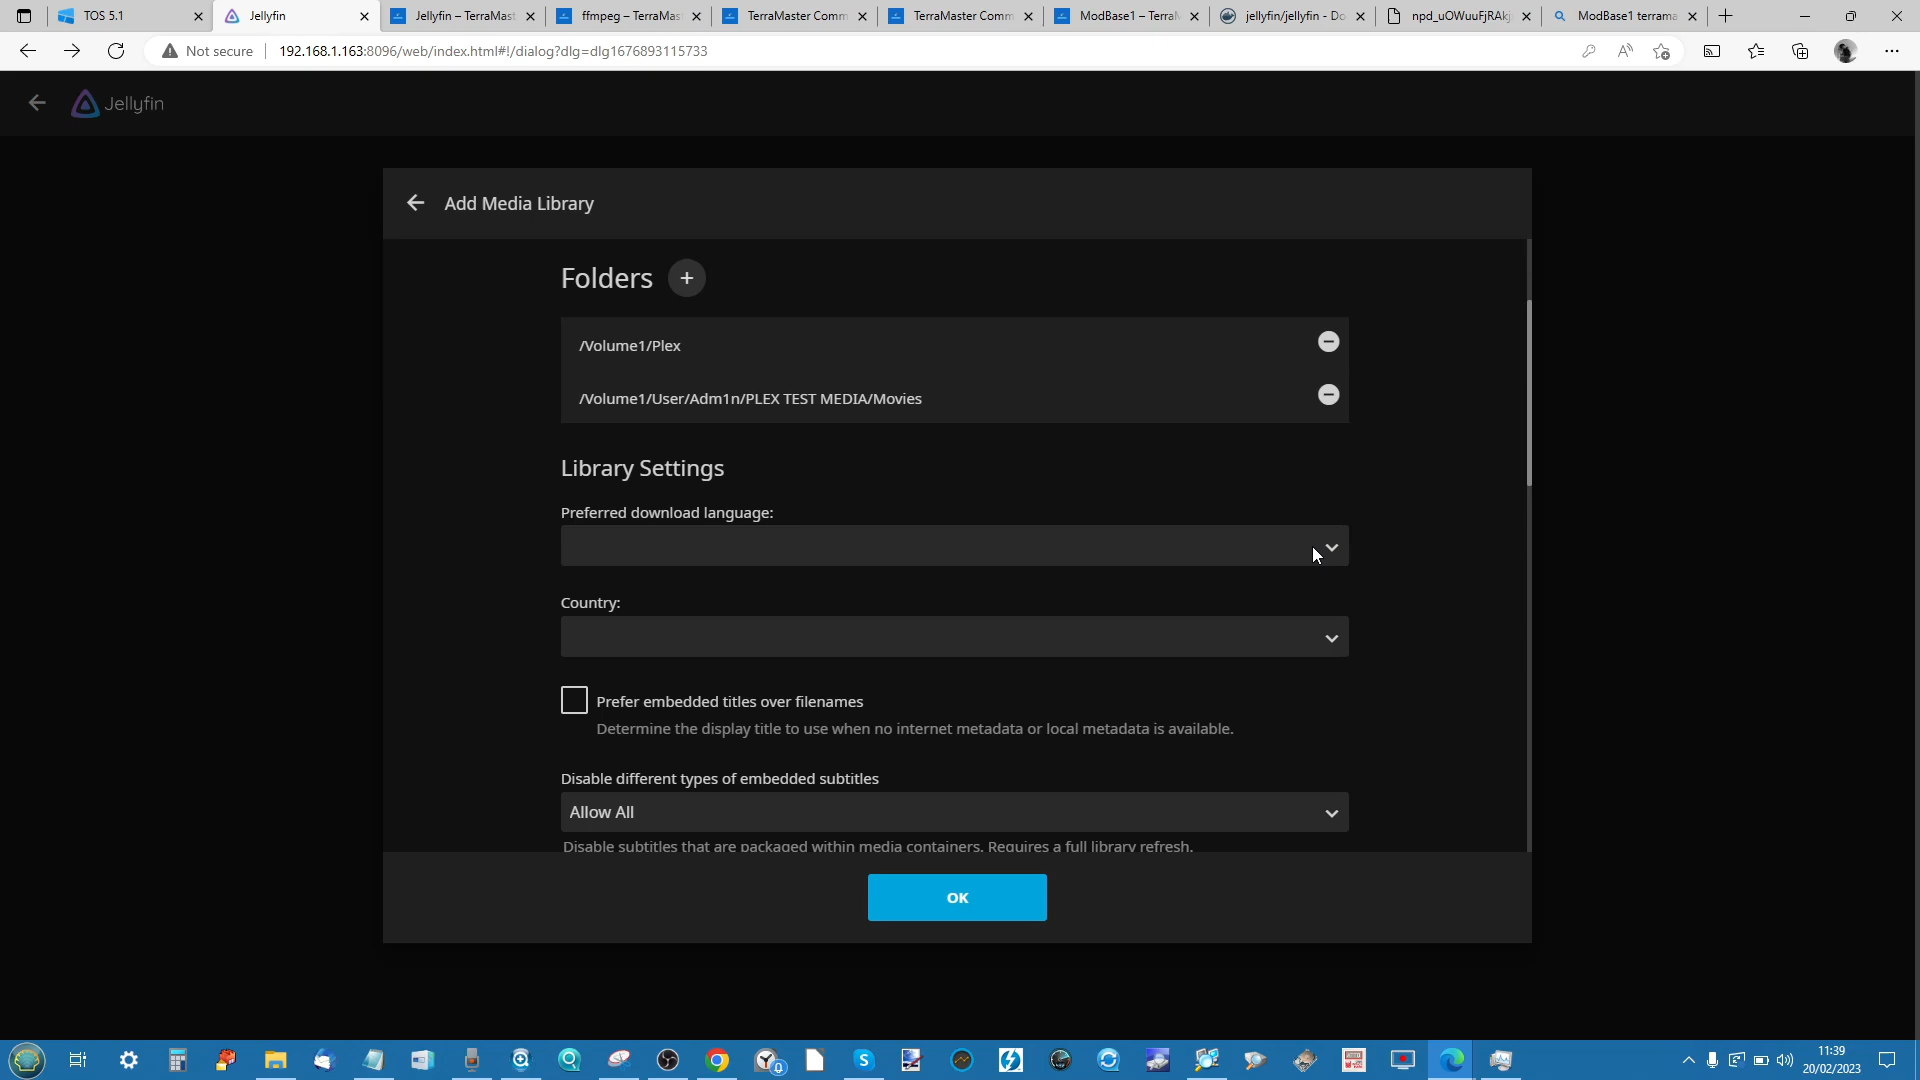 TOS 5.1
Jellyfin
Jellyfin – TerraMast
ffmpeg – TerraMas
TerraMaster Comm
TerraMaster Comm
ModBase1 – Terra
jellyfin/jellyfin - Do
npd_uOWuuFjRAkj
ModBase1 terrama
Not secure
192.168.1.163:8096/web/index.html#!/dialog?dlg=dlg1676893115733
Jellyfin
Add Media Library
Folders
/Volume1/Plex
/Volume1/User/Adm1n/PLEX TEST MEDIA/Movies
Library Settings
Preferred download language:
Country:
Prefer embedded titles over filenames
Determine the display title to use when no internet metadata or local metadata is available.
Disable different types of embedded subtitles
Allow All
Disable subtitles that are packaged within media containers. Requires a full library refresh.
OK
11:39
20/02/2023